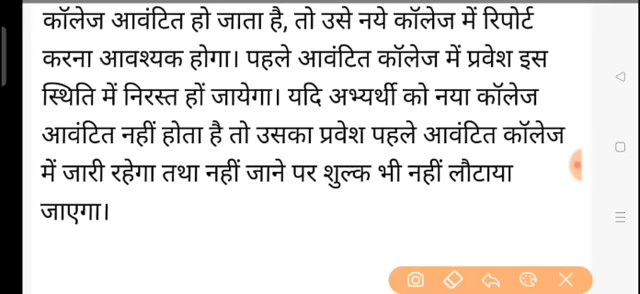 कॉलेज आवंटित हो जाता है, तो उसे नये कॉलेज में रिपोर्ट
करना आवश्यक होगा। पहले आवंटित कॉलेज में प्रवेश इस
स्थिति में निरस्त हों जायेगा। यदि अभ्यर्थी को नया कॉलेज
आवंटित नहीं होता है तो उसका प्रवेश पहले आवंटित कॉलेज
में जारी रहेगा तथा नहीं जाने पर शुल्क भी नहीं लौटाया
जाएगा।